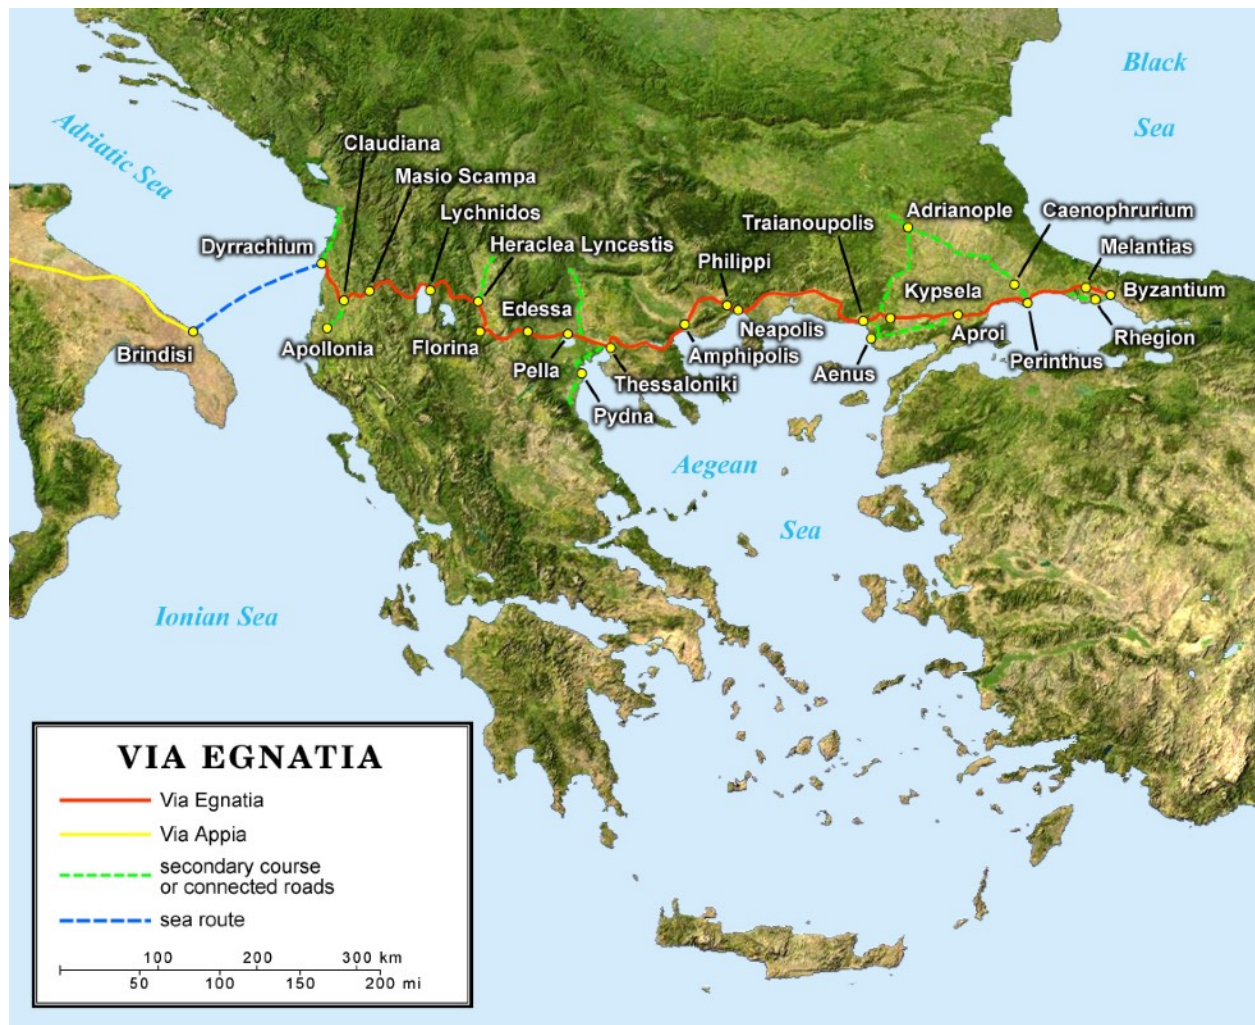 Black
Sea
Adriatic Sea
Claudiana
Masio Scampa
Lychnidos
Heraclea Lyncestis
Dyrrachium
Traianoupolis
Adrianople
Caenophrurium
Melantias
Philippi
Kypsela
Byzantium
Edessa
Neapolis
Aproi
Rhegion
Brindisi
Apollonia
Florina
Pella
Amphipolis
Perinthus
Thessaloniki
Aenus
Pydna
Aegean
Sea
Ionian Sea
VIA EGNATIA
Via Egnatia
Via Appia
secondary course
or connected roads
sea route
100 200 300 km
50 100 150 200 mi